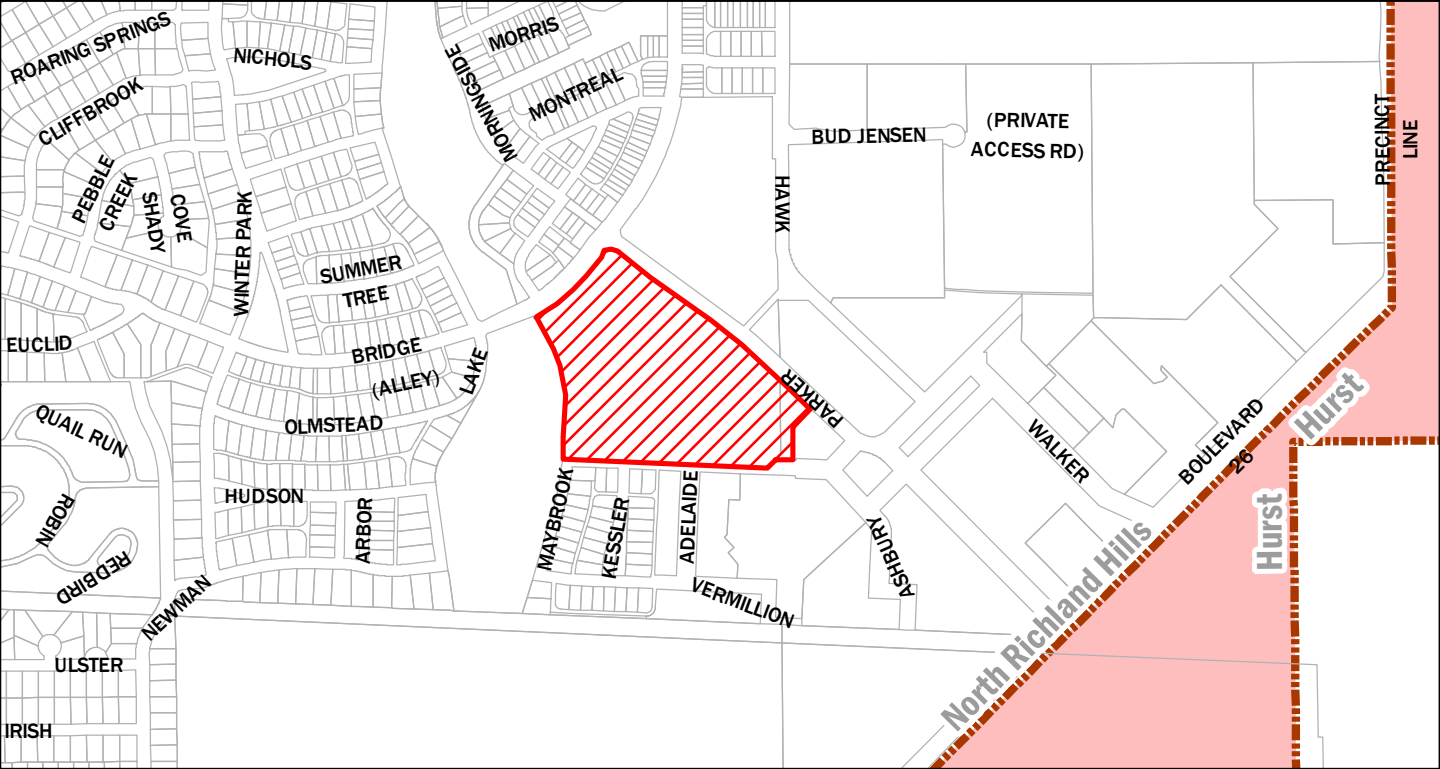 ROARING SPRINGS
NICHOLS
MORRIS
MORNINGSIDE
MONTREAL
CLIFFBROOK
BUD JENSEN
(PRIVATE
ACCESS RD)
PRECINCT
LINE
PEBBLE
CREEK
SHADY
COVE
WINTER PARK
HAWK
SUMMER
TREE
EUCLID
BRIDGE
(ALLEY)
LAKE
PARKER
OLMSTEAD
QUAIL RUN
WALKER
BOULEVARD
26
Hurst
HUDSON
ARBOR
ROBIN
REDBIRD
MAYBROOK
KESSLER
ADELAIDE
ASHBURY
Hurst
North Richland Hills
NEWMAN
VERMILLION
ULSTER
IRISH